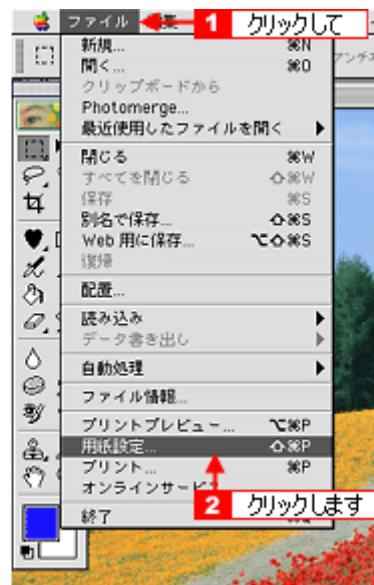 ファイル 1 クリックして
新規... ⌘N
開く... ⌘O
クリップボードから
Photomerge...
最近使用したファイルを開く ▶
閉じる ⌘W
すべてを閉じる ⇧⌘W
保存 ⌘S
別名で保存... ⇧⌘S
Web 用に保存... ⌥⇧⌘S
復帰
配置...
読み込み ▶
データ書き出し ▶
自動処理 ▶
ファイル情報...
プリントプレビュー... ⌥⌘P
用紙設定... ⇧⌘P
プリント... ⌘P
オンラインサービ
2 クリックします
終了